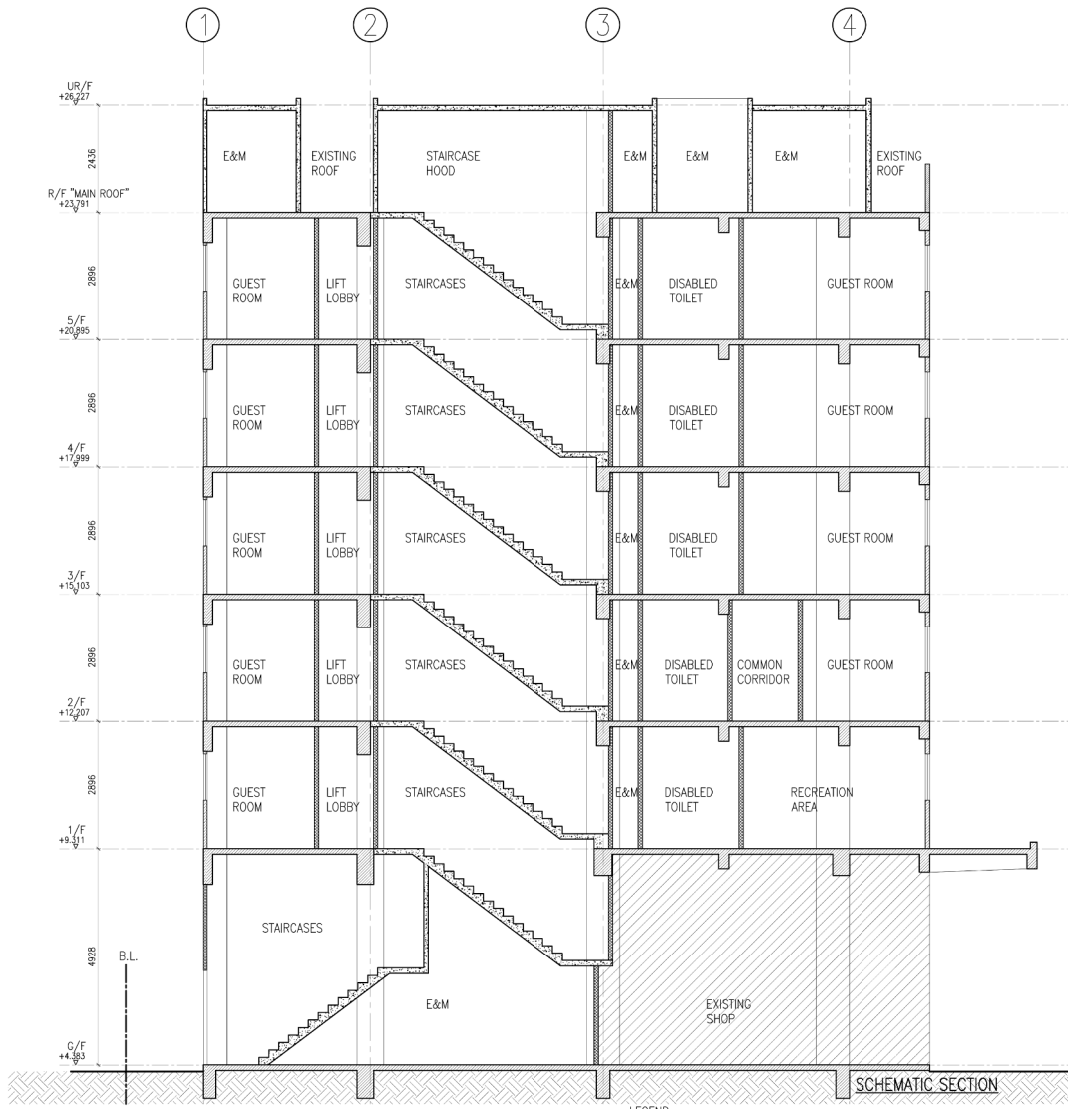 1 2 3 4
UR/F
+26.227
2436
E&M
EXISTING
ROOF
STAIRCASE
HOOD
E&M
E&M
E&M
EXISTING
ROOF
R/F "MAIN ROOF"
+23.791
2896
GUEST
ROOM
LIFT
LOBBY
STAIRCASES
E&M
DISABLED
TOILET
GUEST ROOM
5/F
+20.895
2896
GUEST
ROOM
LIFT
LOBBY
STAIRCASES
E&M
DISABLED
TOILET
GUEST ROOM
4/F
+17.999
2896
GUEST
ROOM
LIFT
LOBBY
STAIRCASES
E&M
DISABLED
TOILET
GUEST ROOM
3/F
+15.103
2896
GUEST
ROOM
LIFT
LOBBY
STAIRCASES
E&M
DISABLED
TOILET
COMMON
CORRIDOR
GUEST ROOM
2/F
+12.207
2896
GUEST
ROOM
LIFT
LOBBY
STAIRCASES
E&M
DISABLED
TOILET
RECREATION
AREA
1/F
+9.311
4928
STAIRCASES
B.L.
E&M
EXISTING
SHOP
G/F
+4.383
SCHEMATIC SECTION